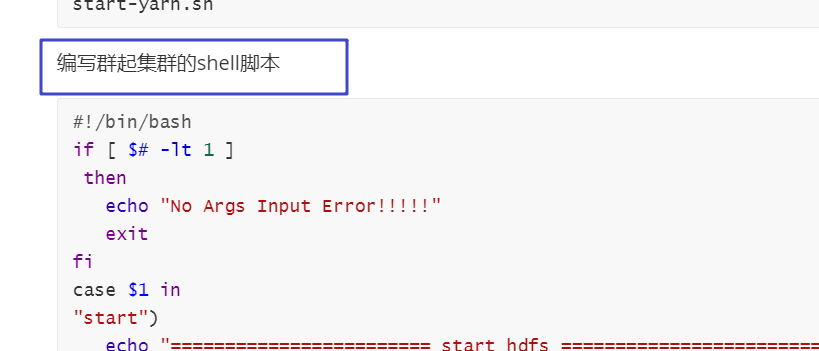 start-yarn.sh
编写群起集群的shell脚本
#!/bin/bash
if [ $# -lt 1 ]
then
echo "No Args Input Error!!!!!"
exit
fi
case $1 in
"start")
echo "======================== start hdfs ========================